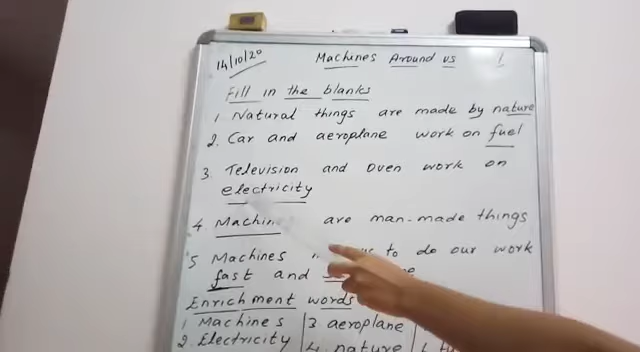 14/10/20
Machines Around us
Fill in the blanks
1 Natural things are made by nature
2. Car and aeroplane work on fuel
3. Television and oven work on
electricity
4 Machin are man-made things
5 Machines to do our work
fast and
Enrichment words
1 Machines 3 aeroplane
2. Electricity 4. nature